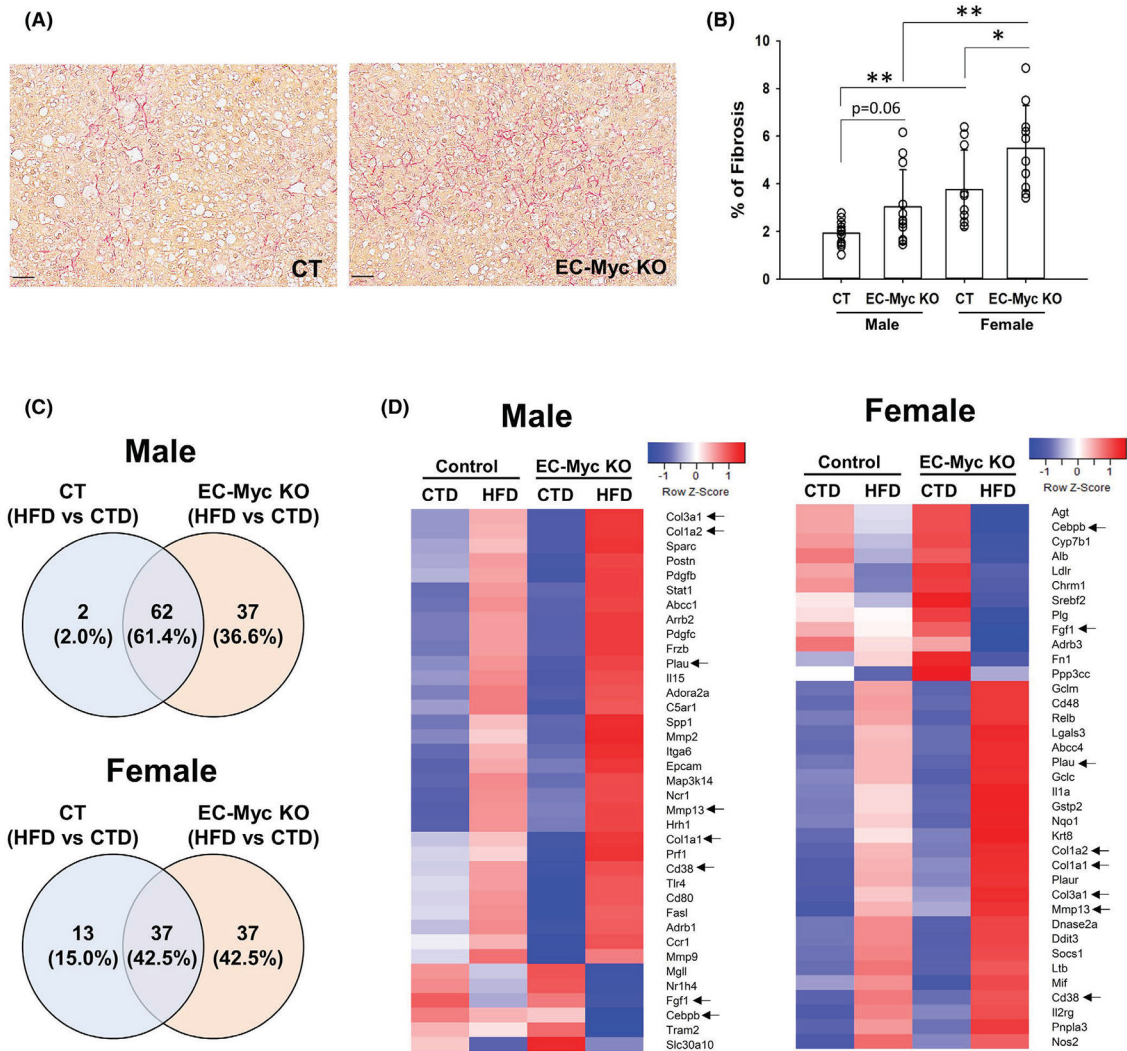 (A)
CT
EC-Myc KO
(B)
**
*
**
p=0.06
% of Fibrosis
10
8
6
4
2
0
CT EC-Myc KO CT EC-Myc KO
Male Female
(C)
Male
CT EC-Myc KO
(HFD vs CTD) (HFD vs CTD)
2 62 37
(2.0%) (61.4%) (36.6%)
Female
CT EC-Myc KO
(HFD vs CTD) (HFD vs CTD)
13 37 37
(15.0%) (42.5%) (42.5%)
(D)
Male
Control EC-Myc KO
CTD HFD CTD HFD
-1 0 1
Row Z-Score
Col3a1
Col1a2
Sparc
Postn
Pdgfb
Stat1
Abcc1
Arrb2
Pdgfc
Frzb
Plau
Il15
Adora2a
C5ar1
Spp1
Mmp2
Itga6
Epcam
Map3k14
Ncr1
Mmp13
Hrh1
Col1a1
Prf1
Cd38
Tlr4
Cd80
Fasl
Adrb1
Ccr1
Mmp9
Mgll
Nr1h4
Fgf1
Cebpb
Tram2
Slc30a10
Female
Control EC-Myc KO
CTD HFD CTD HFD
-1 0 1
Row Z-Score
Agt
Cebpb
Cyp7b1
Alb
Ldlr
Chrm1
Srebf2
Plg
Fgf1
Adrb3
Fn1
Ppp3cc
Gclm
Cd48
Relb
Lgals3
Abcc4
Plau
Gclc
Il1a
Gstp2
Nqo1
Krt8
Col1a2
Col1a1
Plaur
Col3a1
Mmp13
Dnase2a
Ddit3
Socs1
Ltb
Mif
Cd38
Il2rg
Pnpla3
Nos2